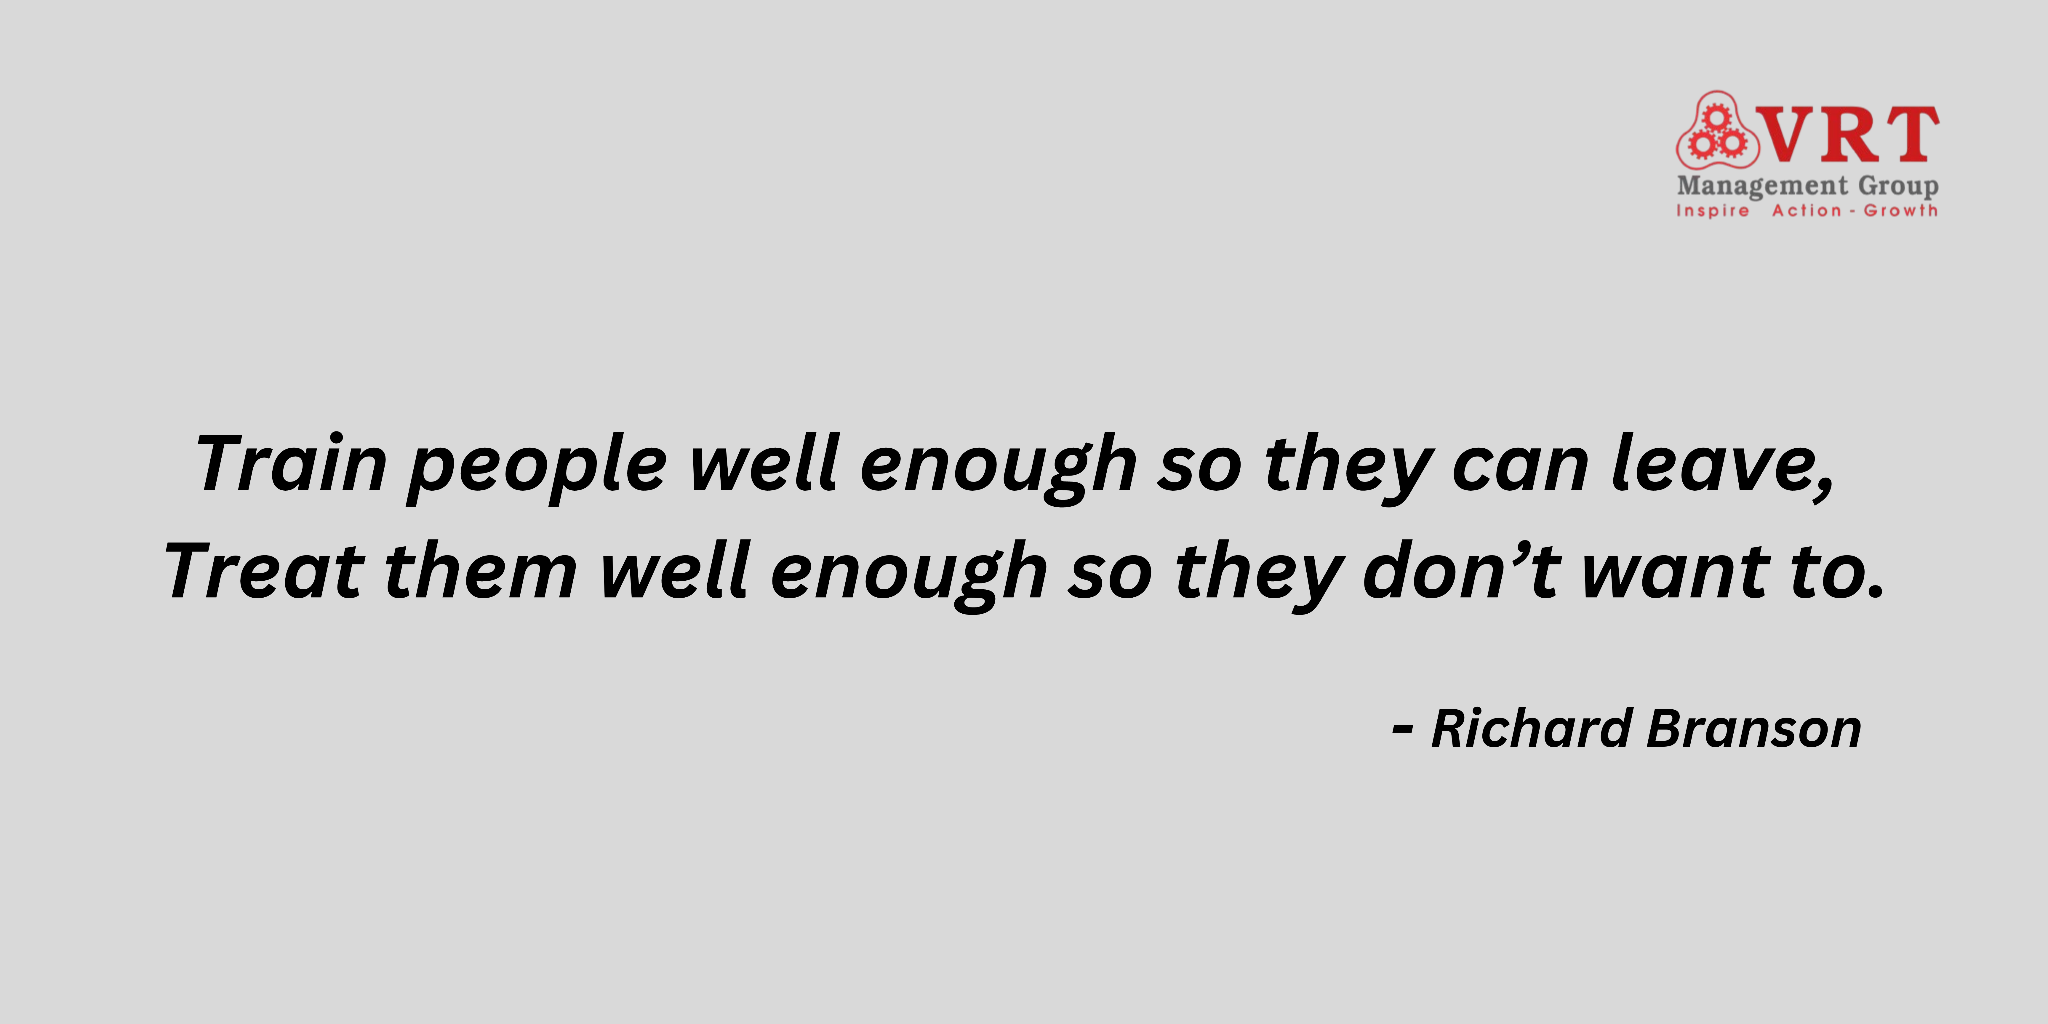 VRT
Management Group
Inspire Action - Growth
Train people well enough so they can leave,
Treat them well enough so they don’t want to.
- Richard Branson